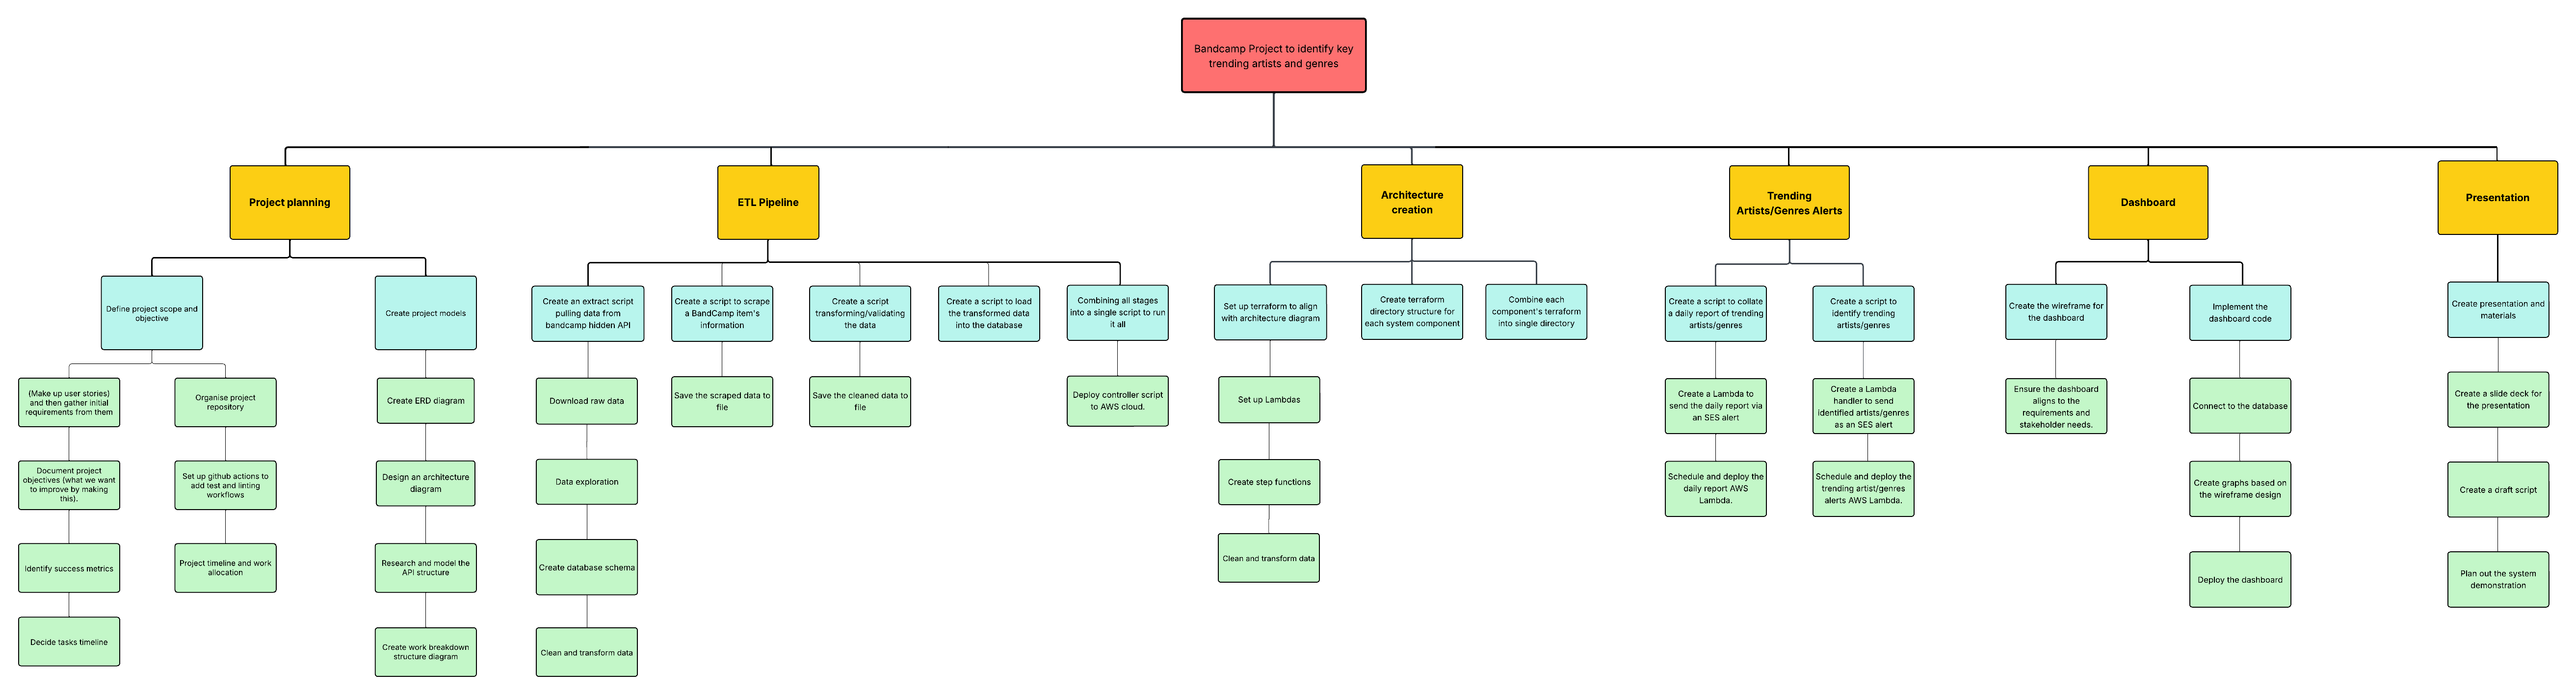 Bandcamp Project to identify key
trending artists and genres
Project planning
ETL Pipeline
Architecture
creation
Trending
Artists/Genres Alerts
Dashboard
Presentation
Define project scope and
objective
Create project models
Create an extract script
pulling data from
bandcamp hidden API
Create a script to scrape
a BandCamp item's
information
Create a script
transforming/validating
the data
Create a script to load
the transformed data
into the database
Combining all stages
into a single script to run
it all
Set up terraform to align
with architecture diagram
Create terraform
directory structure for
each system component
Combine each
component's terraform
into single directory
Create a script to collate
a daily report of trending
artists/genres
Create a script to
identify trending
artists/genres
Create the wireframe for
the dashboard
Implement the
dashboard code
Create presentation and
materials
(Make up user stories)
and then gather initial
requirements from them
Organise project
repository
Create ERD diagram
Download raw data
Save the scraped data to
file
Save the cleaned data to
file
Deploy controller script
to AWS cloud.
Set up Lambdas
Create a Lambda to
send the daily report via
an SES alert
Create a Lambda
handler to send
identified artists/genres
as an SES alert
Ensure the dashboard
aligns to the
requirements and
stakeholder needs.
Connect to the database
Create a slide deck for
the presentation
Document project
objectives (what we want
to improve by making
this).
Set up github actions to
add test and linting
workflows
Design an architecture
diagram
Data exploration
Create step functions
Schedule and deploy the
daily report AWS
Lambda.
Schedule and deploy the
trending artist/genres
alerts AWS Lambda.
Create graphs based on
the wireframe design
Create a draft script
Identify success metrics
Project timeline and work
allocation
Research and model the
API structure
Create database schema
Clean and transform data
Deploy the dashboard
Plan out the system
demonstration
Decide tasks timeline
Create work breakdown
structure diagram
Clean and transform data